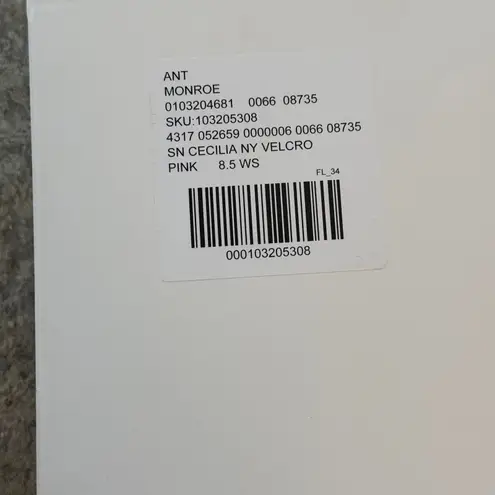 ANT
MONROE
0103204681 0066 08735
SKU:103205308
4317 052659 0000006 0066 08735
SN CECILIA NY VELCRO
PINK 8.5 WS
FL_34
000103205308